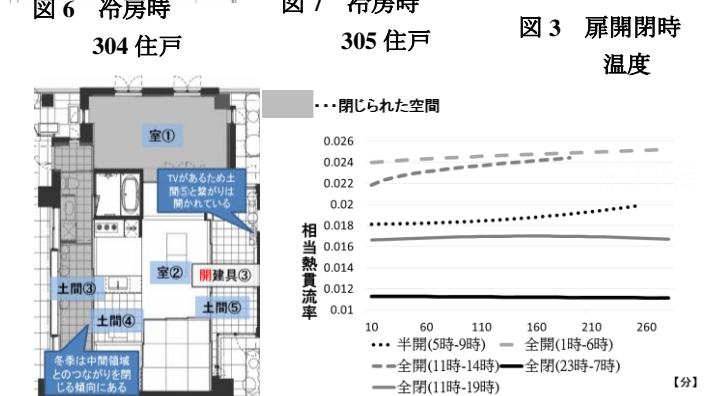 図 6 冷房時
304 住戸
図 7 冷房時
305 住戸
図 3 扉開閉時
温度
室①
TVがあるため土
間⑤と繋がりは
開かれている
室②
開建具③
土間③
土間④
土間⑤
冬季は中間領域
とのつながりを閉
じる傾向にある
・・・閉じられた空間
相当熱貫流率
0.026
0.024
0.022
0.02
0.018
0.016
0.014
0.012
0.01
10 60 110 160 210 260
半開(5時-9時) 全開(1時-6時)
全開(11時-14時) 全閉(23時-7時)
全閉(11時-19時)
【分】